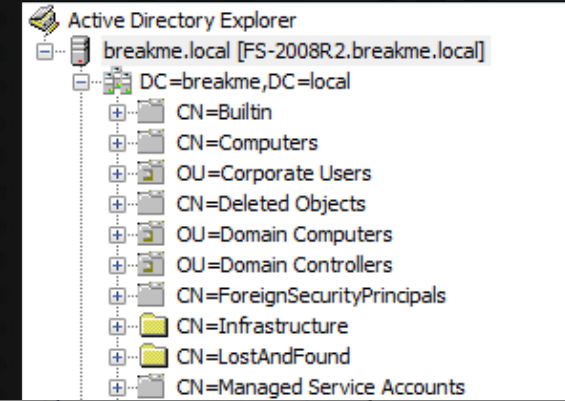 Active Directory Explorer
breakme.local [FS-2008R2.breakme.local]
DC=breakme,DC=local
CN=Builtin
CN=Computers
OU=Corporate Users
CN=Deleted Objects
OU=Domain Computers
OU=Domain Controllers
CN=ForeignSecurityPrincipals
CN=Infrastructure
CN=LostAndFound
CN=Managed Service Accounts